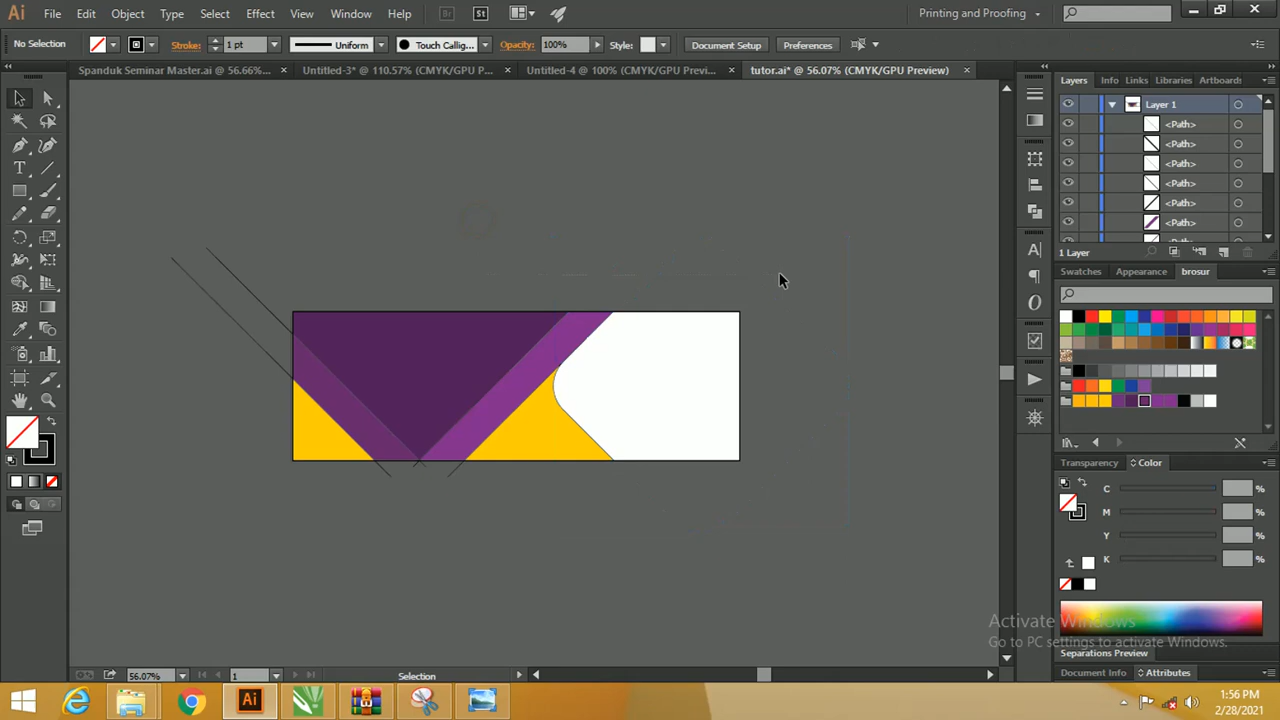 Ai File Edit Object Type Select Effect View Window Help Br St Printing and Proofing
No Selection Stroke: 1 pt Uniform Touch Callig... Opacity: 100% Style: Document Setup Preferences
Spanduk Seminar Master.ai @ 56.66%... × Untitled-3* @ 110.57% (CMYK/GPU P... × Untitled-4 @ 100% (CMYK/GPU Previ... × tutor.ai* @ 56.07% (CMYK/GPU Preview) ×
Layers Info Links Libraries Artboards
Layer 1
<Path>
<Path>
<Path>
<Path>
<Path>
<Path>
1 Layer
Swatches Appearance brosur
Transparency Color
C %
M %
Y %
K %
Activate Windows
Go to PC settings to activate Windows.
Separations Preview
Document Info Attributes
56.07% 1 Selection
Ai
1:56 PM
2/28/2021